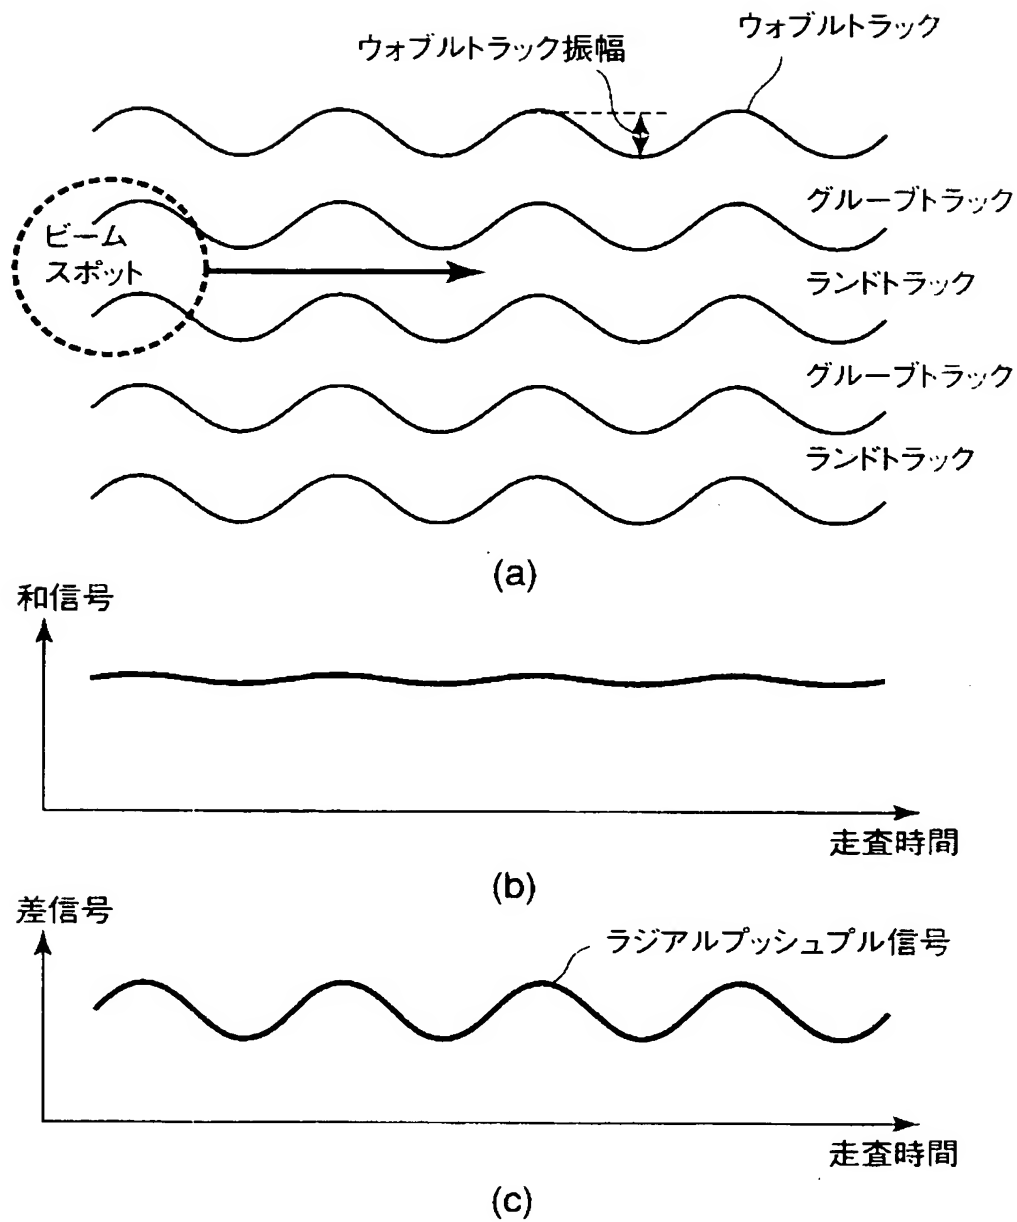 ウォブルトラック振幅
ウォブルトラック
グルーブトラック
ビーム
スポット
ランドトラック
グルーブトラック
ランドトラック
(a)
和信号
走査時間
(b)
差信号
ラジアルプッシュプル信号
走査時間
(c)